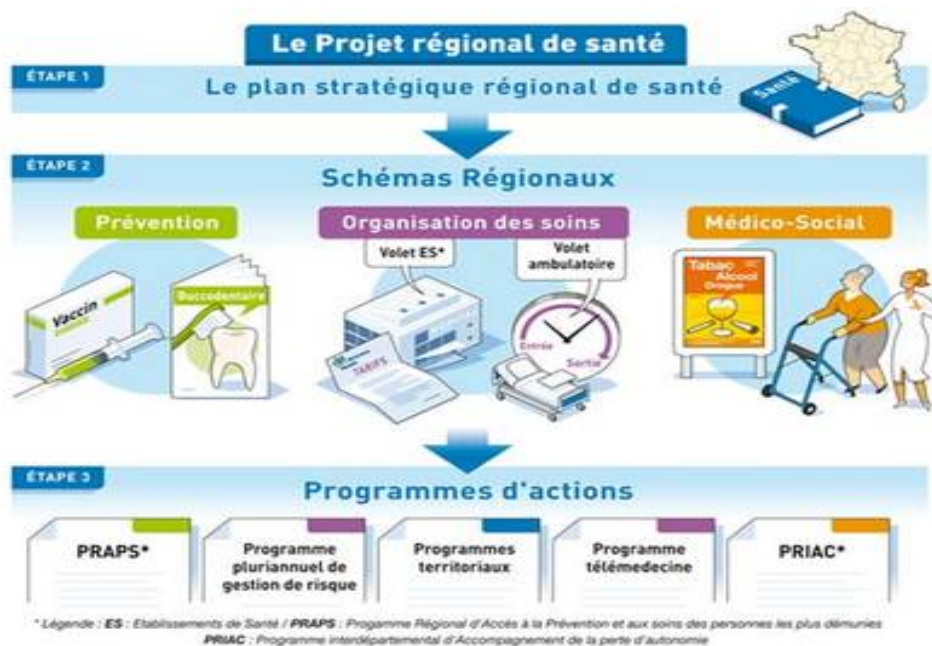 Le Projet régional de santé
ÉTAPE 1
Le plan stratégique régional de santé
Santé
ÉTAPE 2
Schémas Régionaux
Prévention
Organisation des soins
Médico-Social
Volet ES*
Volet
ambulatoire
Vaccin
Buccodentaire
TARIFS
Entrée
Sortie
Tabac
Alcool
Drogue
ÉTAPE 3
Programmes d'actions
PRAPS*
Programme
pluriannuel de
gestion de risque
Programmes
territoriaux
Programme
télémedecine
PRIAC*
* Légende : ES : Etablissements de Santé / PRAPS : Progamme Régional d'Accès à la Prévention et aux soins des personnes les plus démunies
PRIAC : Programme interdépartemental d'Accompagnement de la perte d'autonomie